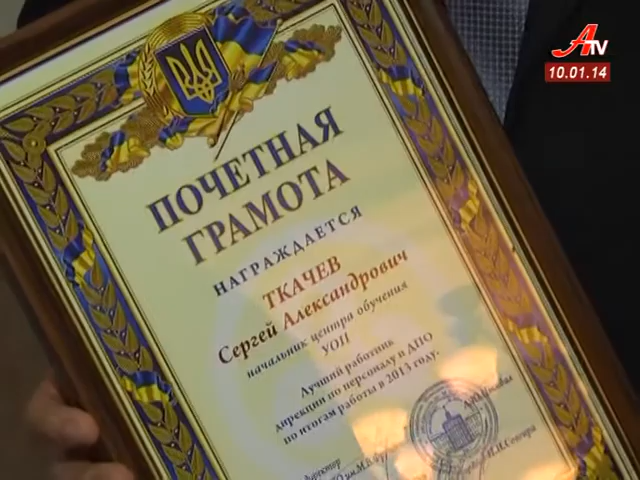 ATV
10.01.14
ПОЧЕТНАЯ
ГРАМОТА
НАГРАЖДАЕТСЯ
ТКАЧЕВ
Сергей Александрович
начальник центра обучения
УОП
Лучший работник
дирекции по персоналу в ДПО
по итогам работы в 2013 году.